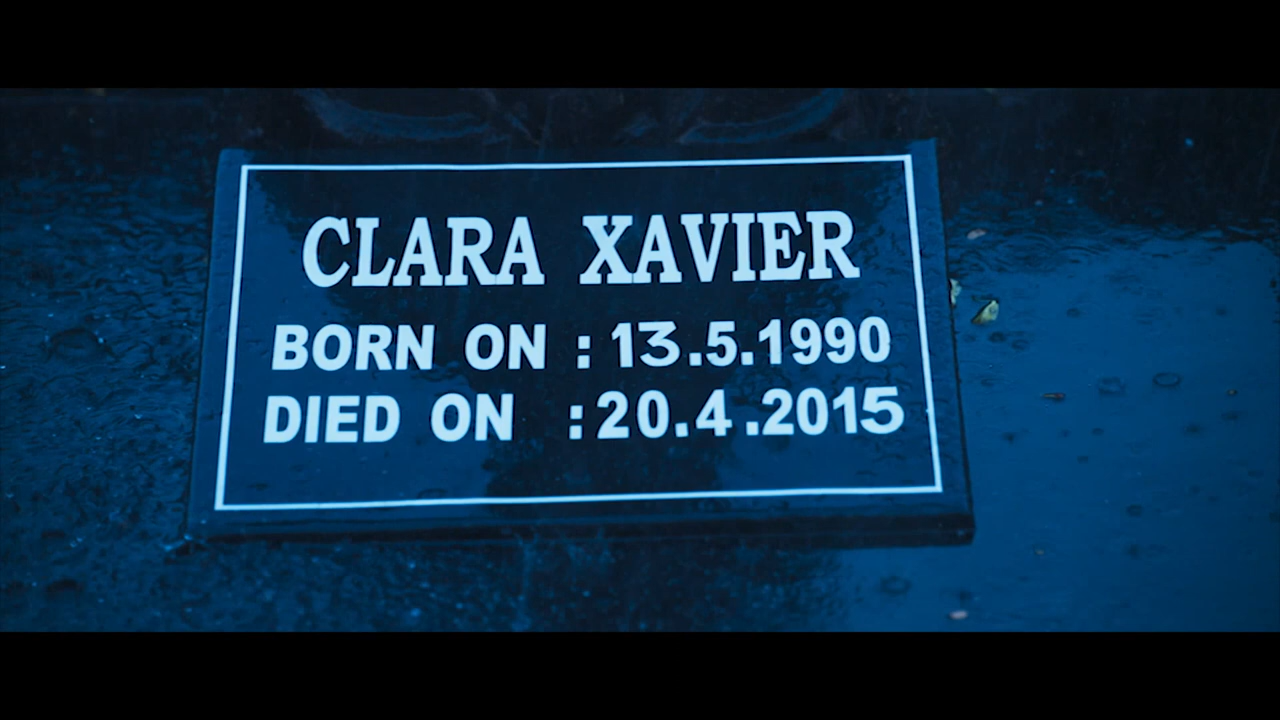 CLARA XAVIER
BORN ON : 13.5.1990
DIED ON : 20.4.2015